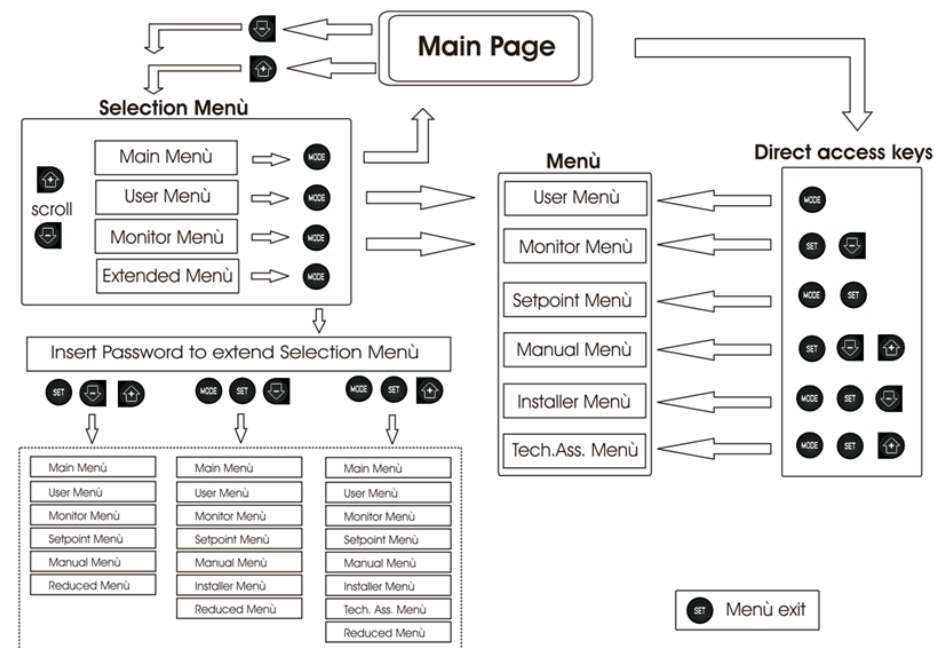 Main Page
Selection Menù
Main Menù
MODE
User Menù
MODE
scroll
Monitor Menù
MODE
Extended Menù
MODE
Menù
User Menù
Monitor Menù
Setpoint Menù
Manual Menù
Installer Menù
Tech.Ass. Menù
Direct access keys
MODE
SET
MODE SET
SET
MODE SET
MODE SET
Insert Password to extend Selection Menù
SET
MODE SET
MODE SET
Main Menù
User Menù
Monitor Menù
Setpoint Menù
Manual Menù
Reduced Menù
Main Menù
User Menù
Monitor Menù
Setpoint Menù
Manual Menù
Installer Menù
Reduced Menù
Main Menù
User Menù
Monitor Menù
Setpoint Menù
Manual Menù
Installer Menù
Tech. Ass. Menù
Reduced Menù
SET Menù exit